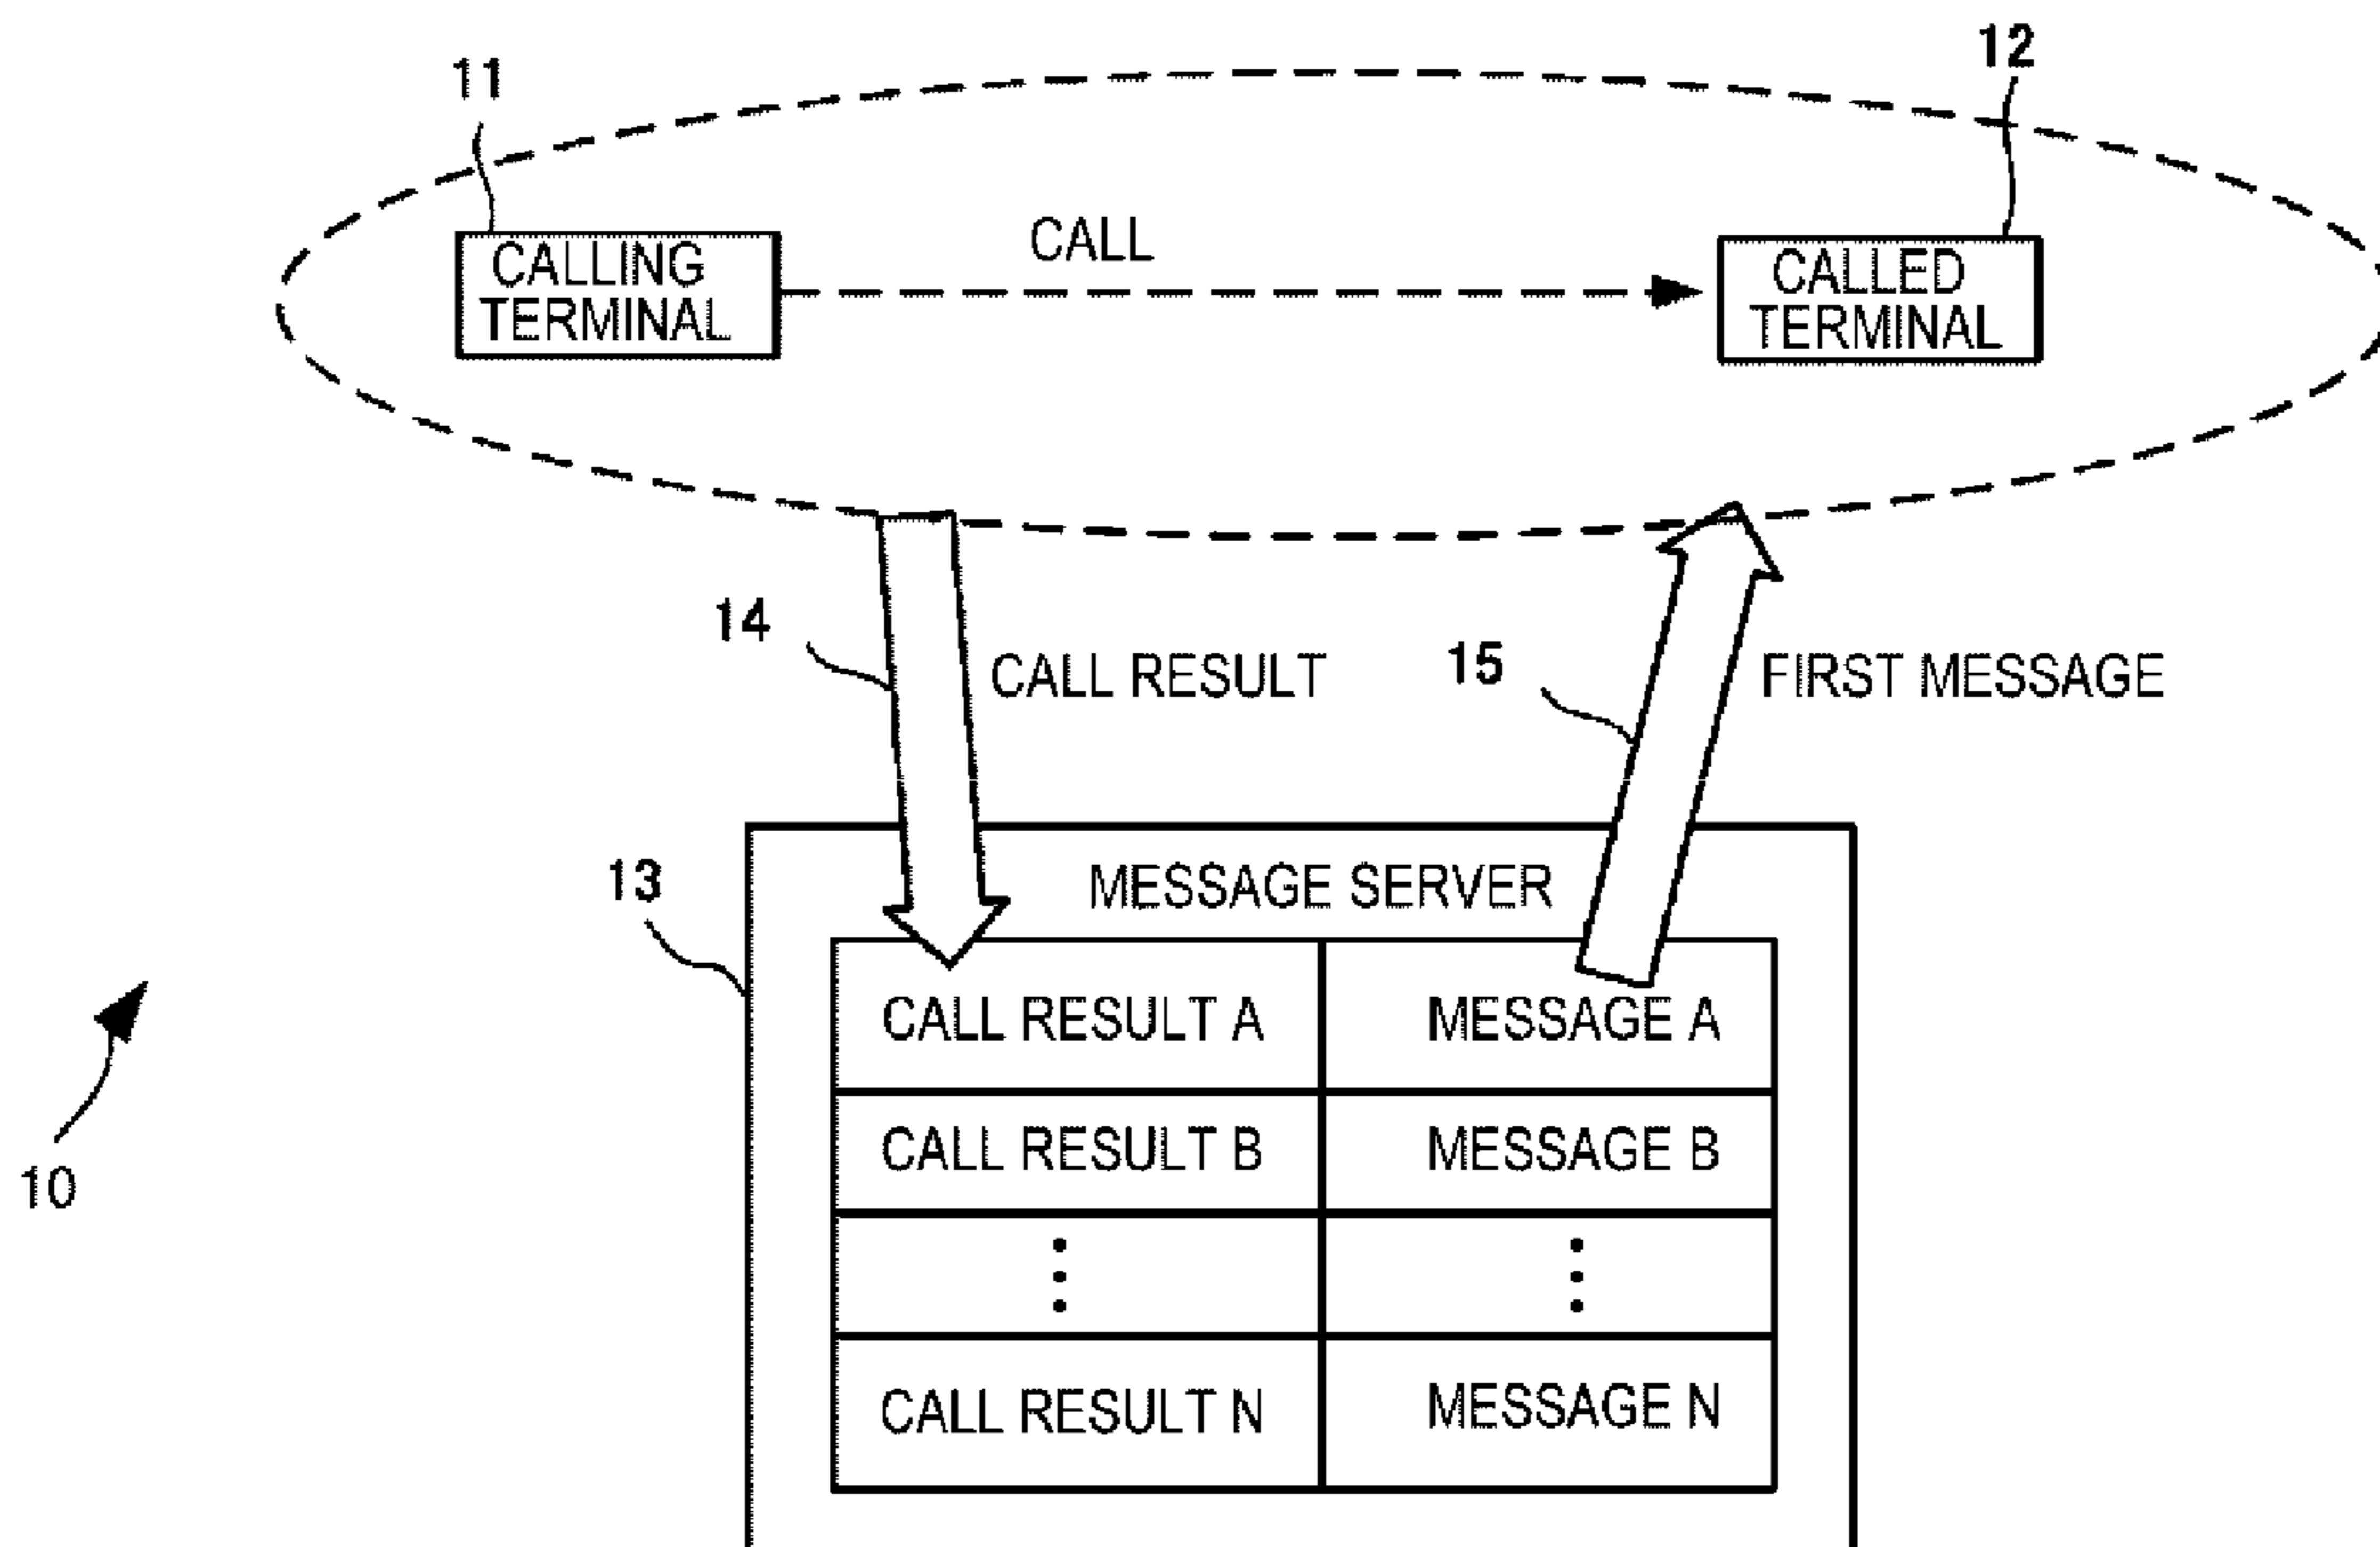 12
11
CALL
CALLING
TERMINAL
CALLED
TERMINAL
14
CALL RESULT
15
FIRST MESSAGE
13
MESSAGE SERVER
CALL RESULT A
MESSAGE A
CALL RESULT B
MESSAGE B
10
CALL RESULT N
MESSAGE N